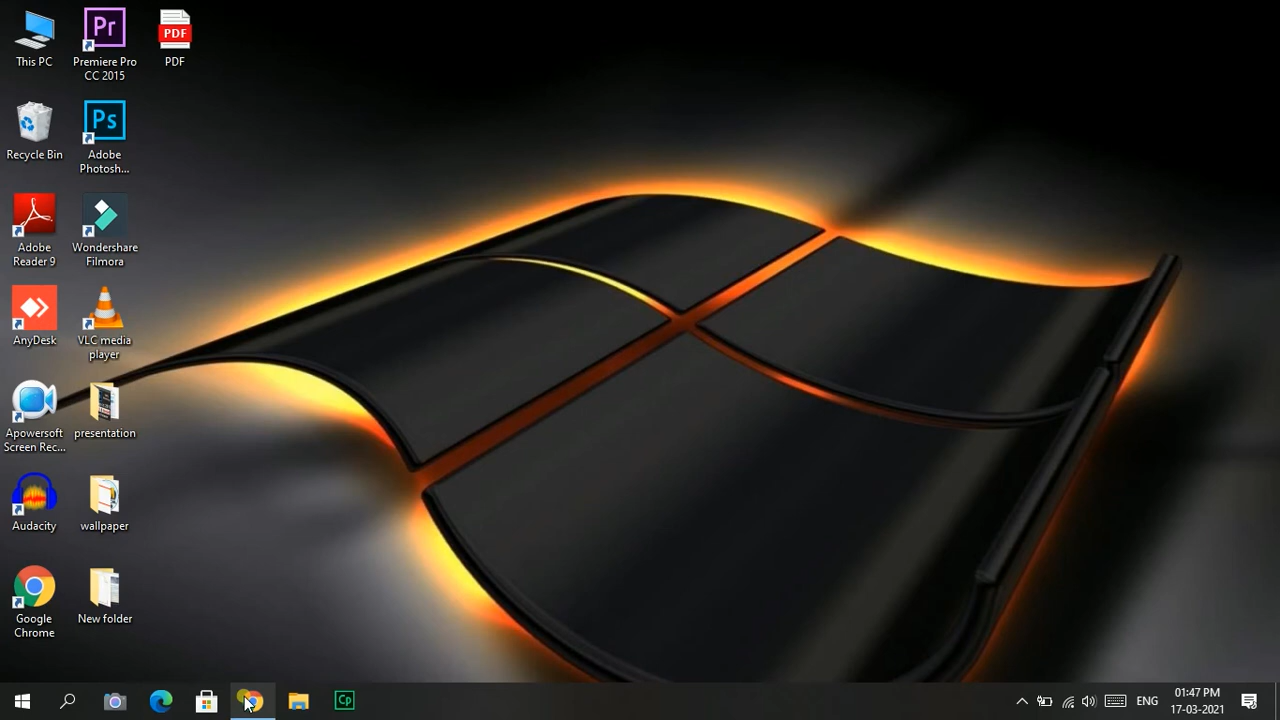 This PC
Pr
Premiere Pro
CC 2015
PDF
PDF
Recycle Bin
Ps
Adobe
Photosh...
Adobe
Reader 9
Wondershare
Filmora
AnyDesk
VLC media
player
Apowersoft
Screen Rec...
presentation
Audacity
wallpaper
Google
Chrome
New folder
Cp
ENG
01:47 PM
17-03-2021